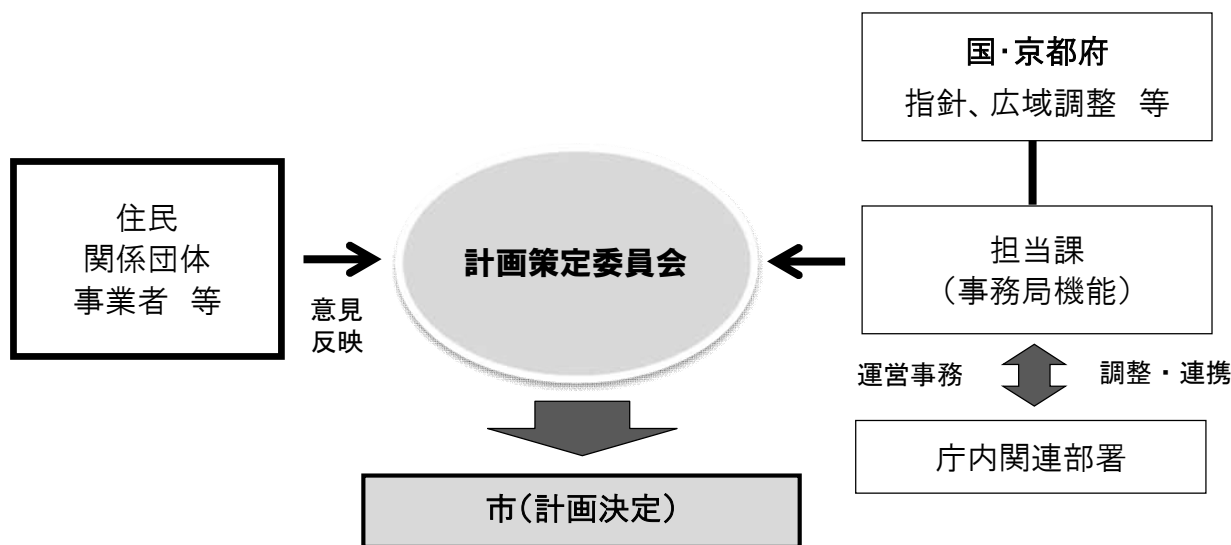 国・京都府
指針、広域調整 等
住民
関係団体
事業者 等
意見
反映
計画策定委員会
担当課
（事務局機能）
運営事務
調整・連携
庁内関連部署
市（計画決定）